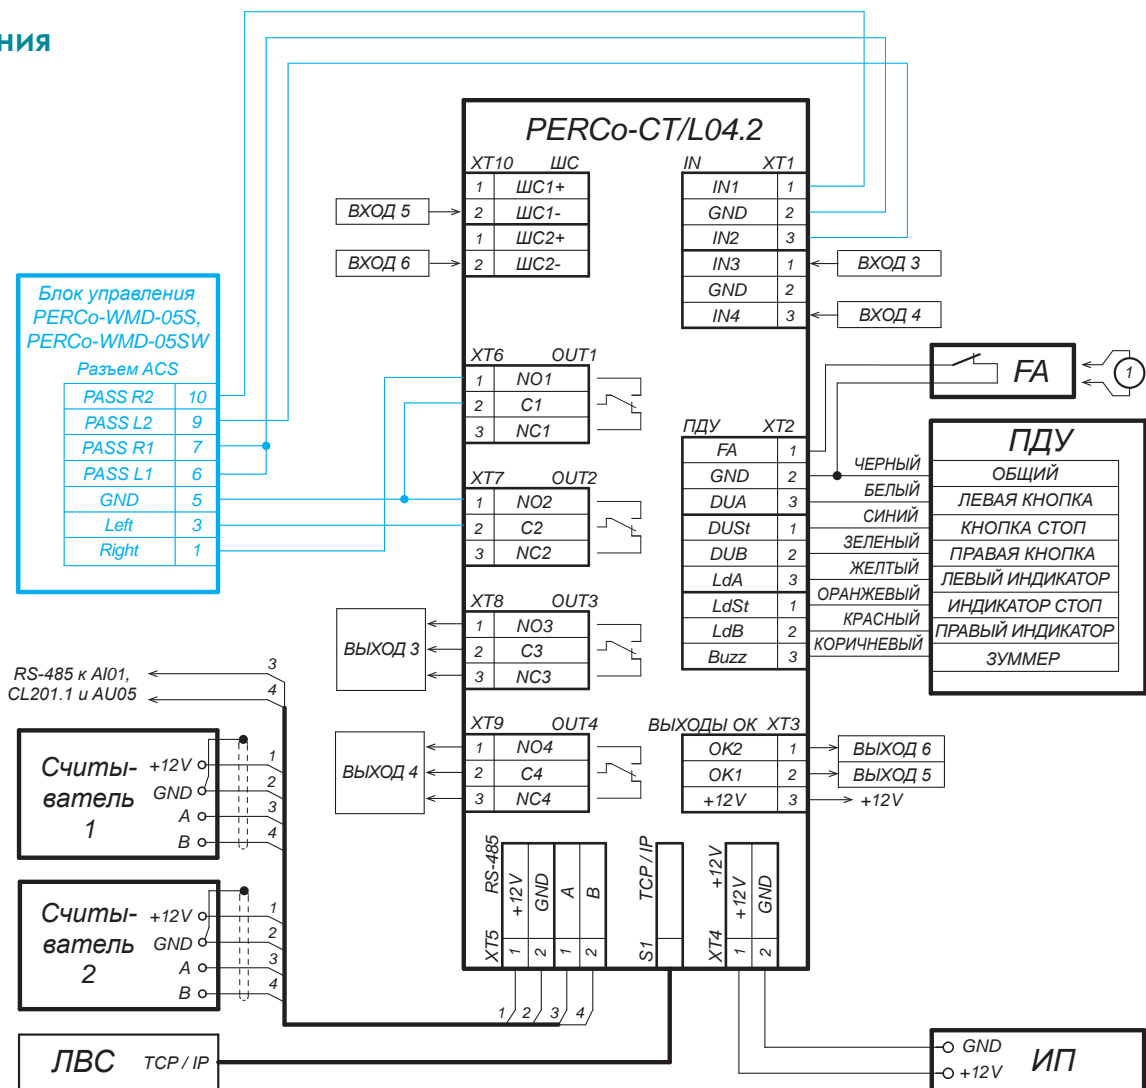 ния
PERCo-CT/L04.2
XT10 ШС
1 ШС1+
2 ШС1-
1 ШС2+
2 ШС2-
ВХОД 5
ВХОД 6
IN XT1
IN1 1
GND 2
IN2 3
IN3 1
GND 2
IN4 3
ВХОД 3
ВХОД 4
Блок управления
PERCo-WMD-05S,
PERCo-WMD-05SW
Разъем ACS
PASS R2 10
PASS L2 9
PASS R1 7
PASS L1 6
GND 5
Left 3
Right 1
XT6 OUT1
1 NO1
2 C1
3 NC1
XT7 OUT2
1 NO2
2 C2
3 NC2
XT8 OUT3
1 NO3
2 C3
3 NC3
ВЫХОД 3
XT9 OUT4
1 NO4
2 C4
3 NC4
ВЫХОД 4
FA
1
ПДУ XT2
FA 1
GND 2
DUA 3
DUSt 1
DUB 2
LdA 3
LdSt 1
LdB 2
Buzz 3
ЧЕРНЫЙ
БЕЛЫЙ
СИНИЙ
ЗЕЛЕНЫЙ
ЖЕЛТЫЙ
ОРАНЖЕВЫЙ
КРАСНЫЙ
КОРИЧНЕВЫЙ
ПДУ
ОБЩИЙ
ЛЕВАЯ КНОПКА
КНОПКА СТОП
ПРАВАЯ КНОПКА
ЛЕВЫЙ ИНДИКАТОР
ИНДИКАТОР СТОП
ПРАВЫЙ ИНДИКАТОР
ЗУММЕР
ВЫХОДЫ ОК XT3
OK2 1
OK1 2
+12V 3
ВЫХОД 6
ВЫХОД 5
+12V
RS-485 к AI01,
CL201.1 и AU05
3
4
Считы-
ватель
1
+12V 1
GND 2
A 3
B 4
Считы-
ватель
2
+12V 1
GND 2
A 3
B 4
XT5 RS-485
1 +12V
2 GND
1 A
2 B
1 2 3 4
S1 TCP / IP
XT4 +12V
1 +12V
2 GND
ЛВС TCP / IP
GND
+12V
ИП